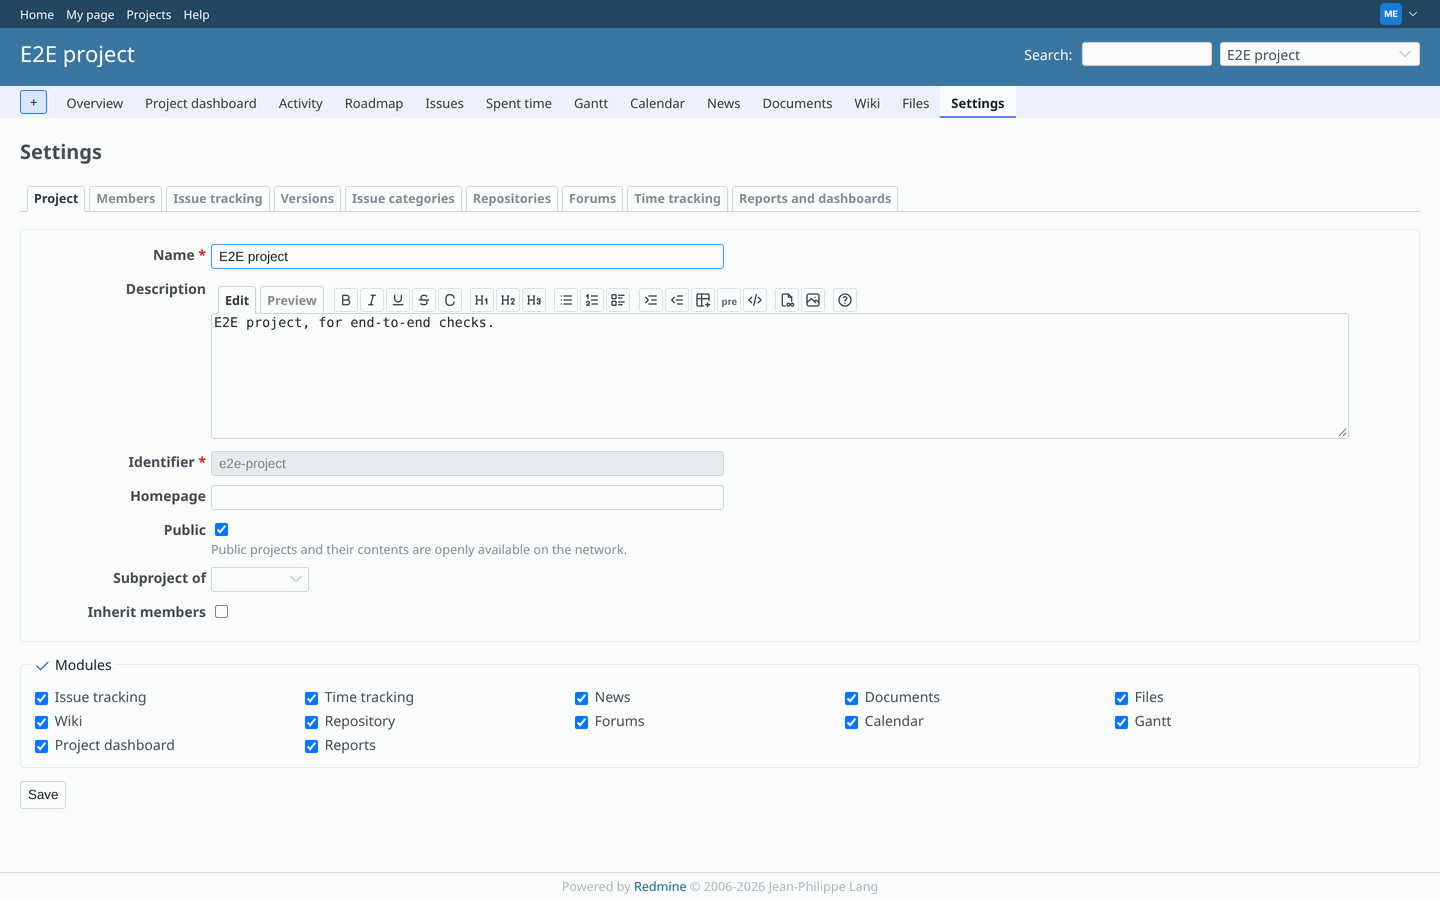 Home My page Projects Help ME
E2E project
Search: E2E project
+ Overview Project dashboard Activity Roadmap Issues Spent time Gantt Calendar News Documents Wiki Files Settings
Settings
Project Members Issue tracking Versions Issue categories Repositories Forums Time tracking Reports and dashboards
Name * E2E project
Description Edit Preview B I U S C H1 H2 H3 pre
E2E project, for end-to-end checks.
Identifier * e2e-project
Homepage
Public
Public projects and their contents are openly available on the network.
Subproject of
Inherit members
Modules
Issue tracking Time tracking News Documents Files
Wiki Repository Forums Calendar Gantt
Project dashboard Reports
Save
Powered by Redmine © 2006-2026 Jean-Philippe Lang